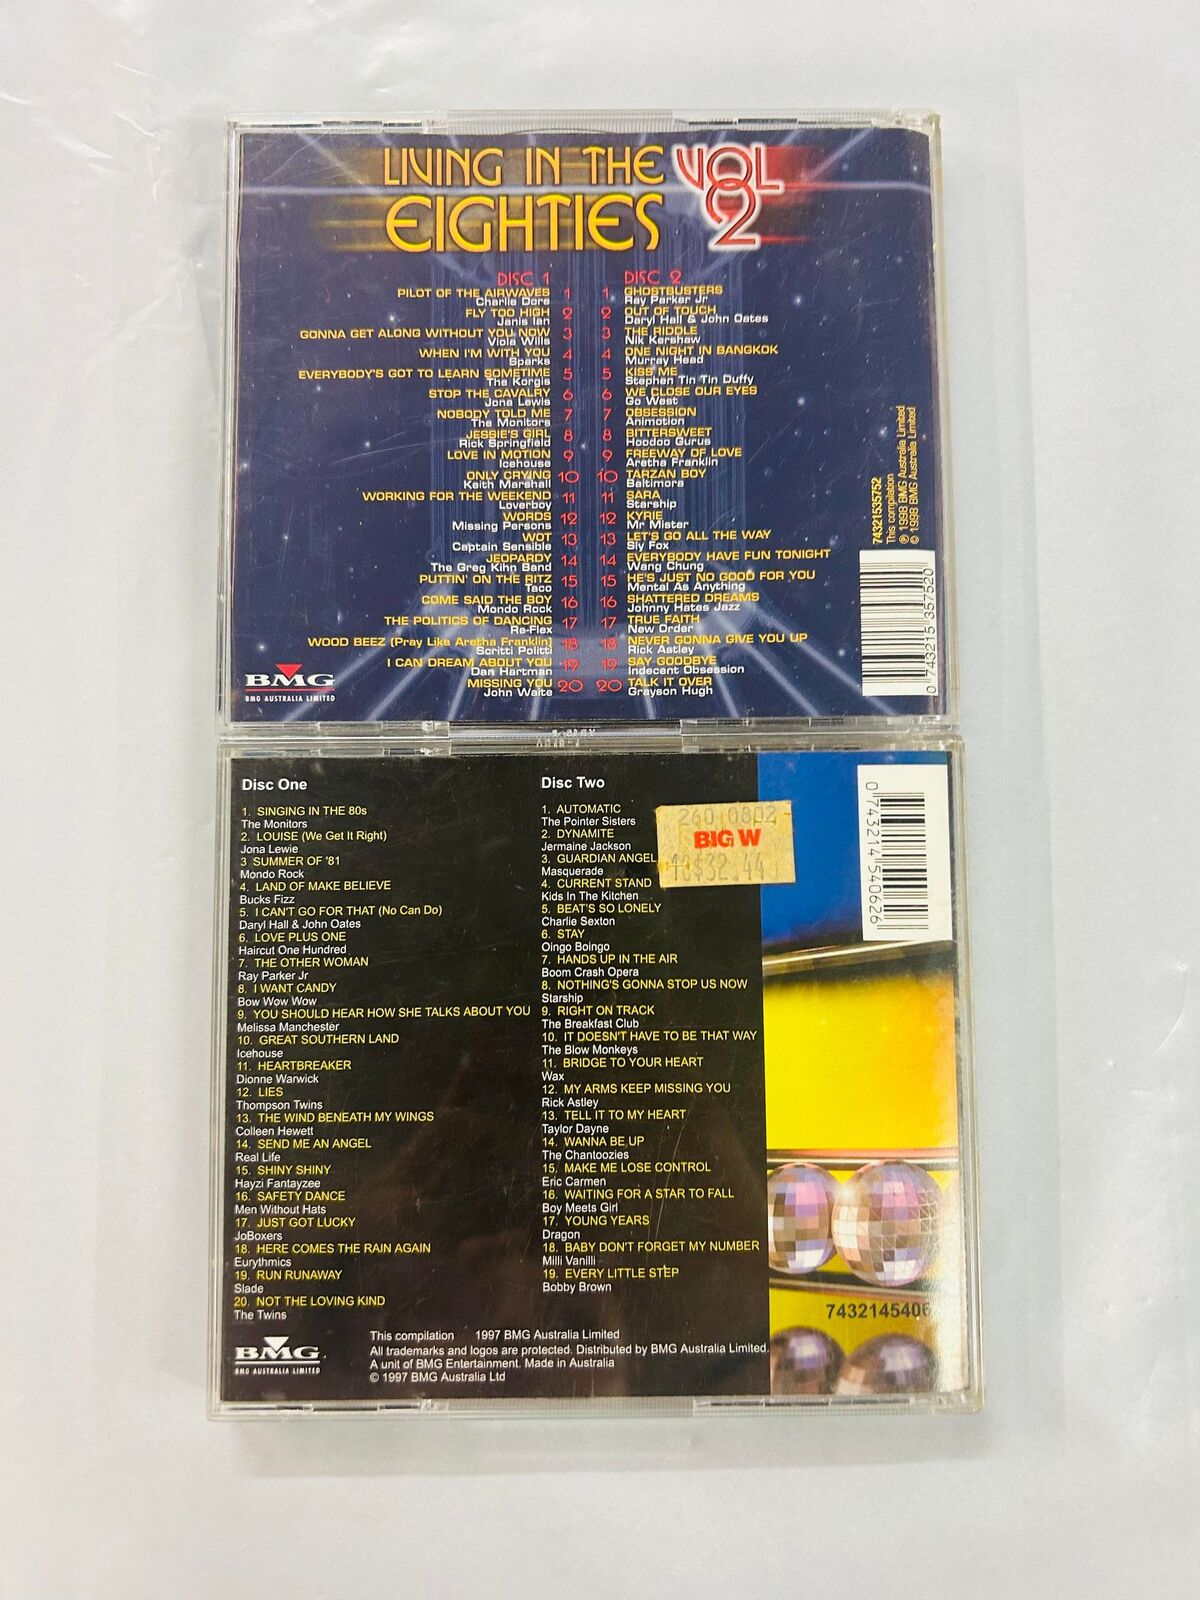 LIVING IN THE VOL
EIGHTIES 2
DISC 1
PILOT OF THE AIRWAVES 1
Charlie Dore
FLY TOO HIGH 2
Janis Ian
GONNA GET ALONG WITHOUT YOU NOW 3
Viola Wills
WHEN I'M WITH YOU 4
Sparks
EVERYBODY'S GOT TO LEARN SOMETIME 5
The Korgis
STOP THE CAVALRY 6
Jona Lewis
NOBODY TOLD ME 7
The Monitors
JESSIE'S GIRL 8
Rick Springfield
LOVE IN MOTION 9
Icehouse
ONLY CRYING 10
Keith Marshall
WORKING FOR THE WEEKEND 11
Loverboy
WORDS 12
Missing Persons
WOT 13
Captain Sensible
JEOPARDY 14
The Greg Kihn Band
PUTTIN' ON THE RITZ 15
Taco
COME SAID THE BOY 16
Mondo Rock
THE POLITICS OF DANCING 17
Re-Flex
WOOD BEEZ (Pray Like Aretha Franklin) 18
Scritti Politti
I CAN DREAM ABOUT YOU 19
Dan Hartman
MISSING YOU 20
John Waite
DISC 2
1 GHOSTBUSTERS
Ray Parker Jr
2 OUT OF TOUCH
Daryl Hall & John Oates
3 THE RIDDLE
Nik Kershaw
4 ONE NIGHT IN BANGKOK
Murray Head
5 KISS ME
Stephen Tin Tin Duffy
6 WE CLOSE OUR EYES
Go West
7 OBSESSION
Animotion
8 BITTERSWEET
Hoodoo Gurus
9 FREEWAY OF LOVE
Aretha Franklin
10 TARZAN BOY
Baltimora
11 SARA
Starship
12 KYRIE
Mr Mister
13 LET'S GO ALL THE WAY
Sly Fox
14 EVERYBODY HAVE FUN TONIGHT
Wang Chung
15 HE'S JUST NO GOOD FOR YOU
Mental As Anything
16 SHATTERED DREAMS
Johnny Hates Jazz
17 TRUE FAITH
New Order
18 NEVER GONNA GIVE YOU UP
Rick Astley
19 SAY GOODBYE
Indecent Obsession
20 TALK IT OVER
Grayson Hugh
74321535752
This compilation
℗ 1998 BMG Australia Limited
© 1998 BMG Australia Limited
0 743215 357520
BMG
BMG AUSTRALIA LIMITED
Disc One
1. SINGING IN THE 80s
The Monitors
2. LOUISE (We Get It Right)
Jona Lewie
3 SUMMER OF '81
Mondo Rock
4. LAND OF MAKE BELIEVE
Bucks Fizz
5. I CAN'T GO FOR THAT (No Can Do)
Daryl Hall & John Oates
6. LOVE PLUS ONE
Haircut One Hundred
7. THE OTHER WOMAN
Ray Parker Jr
8. I WANT CANDY
Bow Wow Wow
9. YOU SHOULD HEAR HOW SHE TALKS ABOUT YOU
Melissa Manchester
10. GREAT SOUTHERN LAND
Icehouse
11. HEARTBREAKER
Dionne Warwick
12. LIES
Thompson Twins
13. THE WIND BENEATH MY WINGS
Colleen Hewett
14. SEND ME AN ANGEL
Real Life
15. SHINY SHINY
Hayzi Fantayzee
16. SAFETY DANCE
Men Without Hats
17. JUST GOT LUCKY
JoBoxers
18. HERE COMES THE RAIN AGAIN
Eurythmics
19. RUN RUNAWAY
Slade
20. NOT THE LOVING KIND
The Twins
Disc Two
1. AUTOMATIC
The Pointer Sisters
2. DYNAMITE
Jermaine Jackson
3. GUARDIAN ANGEL
Masquerade
4. CURRENT STAND
Kids In The Kitchen
5. BEAT'S SO LONELY
Charlie Sexton
6. STAY
Oingo Boingo
7. HANDS UP IN THE AIR
Boom Crash Opera
8. NOTHING'S GONNA STOP US NOW
Starship
9. RIGHT ON TRACK
The Breakfast Club
10. IT DOESN'T HAVE TO BE THAT WAY
The Blow Monkeys
11. BRIDGE TO YOUR HEART
Wax
12. MY ARMS KEEP MISSING YOU
Rick Astley
13. TELL IT TO MY HEART
Taylor Dayne
14. WANNA BE UP
The Chantoozies
15. MAKE ME LOSE CONTROL
Eric Carmen
16. WAITING FOR A STAR TO FALL
Boy Meets Girl
17. YOUNG YEARS
Dragon
18. BABY DON'T FORGET MY NUMBER
Milli Vanilli
19. EVERY LITTLE STEP
Bobby Brown
260 0802
BIG W
$32.44
0 743214 540626
7432145406
BMG
BMG AUSTRALIA LIMITED
This compilation 1997 BMG Australia Limited
All trademarks and logos are protected. Distributed by BMG Australia Limited.
A unit of BMG Entertainment. Made in Australia
© 1997 BMG Australia Ltd